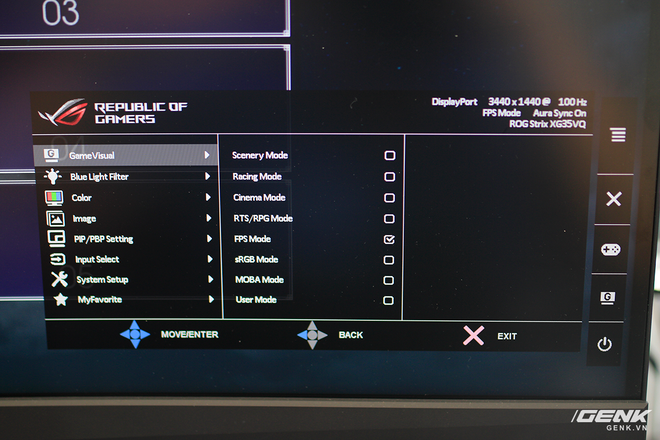 03
REPUBLIC OF
GAMERS
DisplayPort 3440 x 1440 @ 100 Hz
FPS Mode Aura Sync On
ROG Strix XG35VQ
GameVisual
Blue Light Filter
Color
Image
PIP/PBP Setting
Input Select
System Setup
MyFavorite
Scenery Mode
Racing Mode
Cinema Mode
RTS/RPG Mode
FPS Mode
sRGB Mode
MOBA Mode
User Mode
MOVE/ENTER
BACK
EXIT
G
G
GENK
GENK.VN